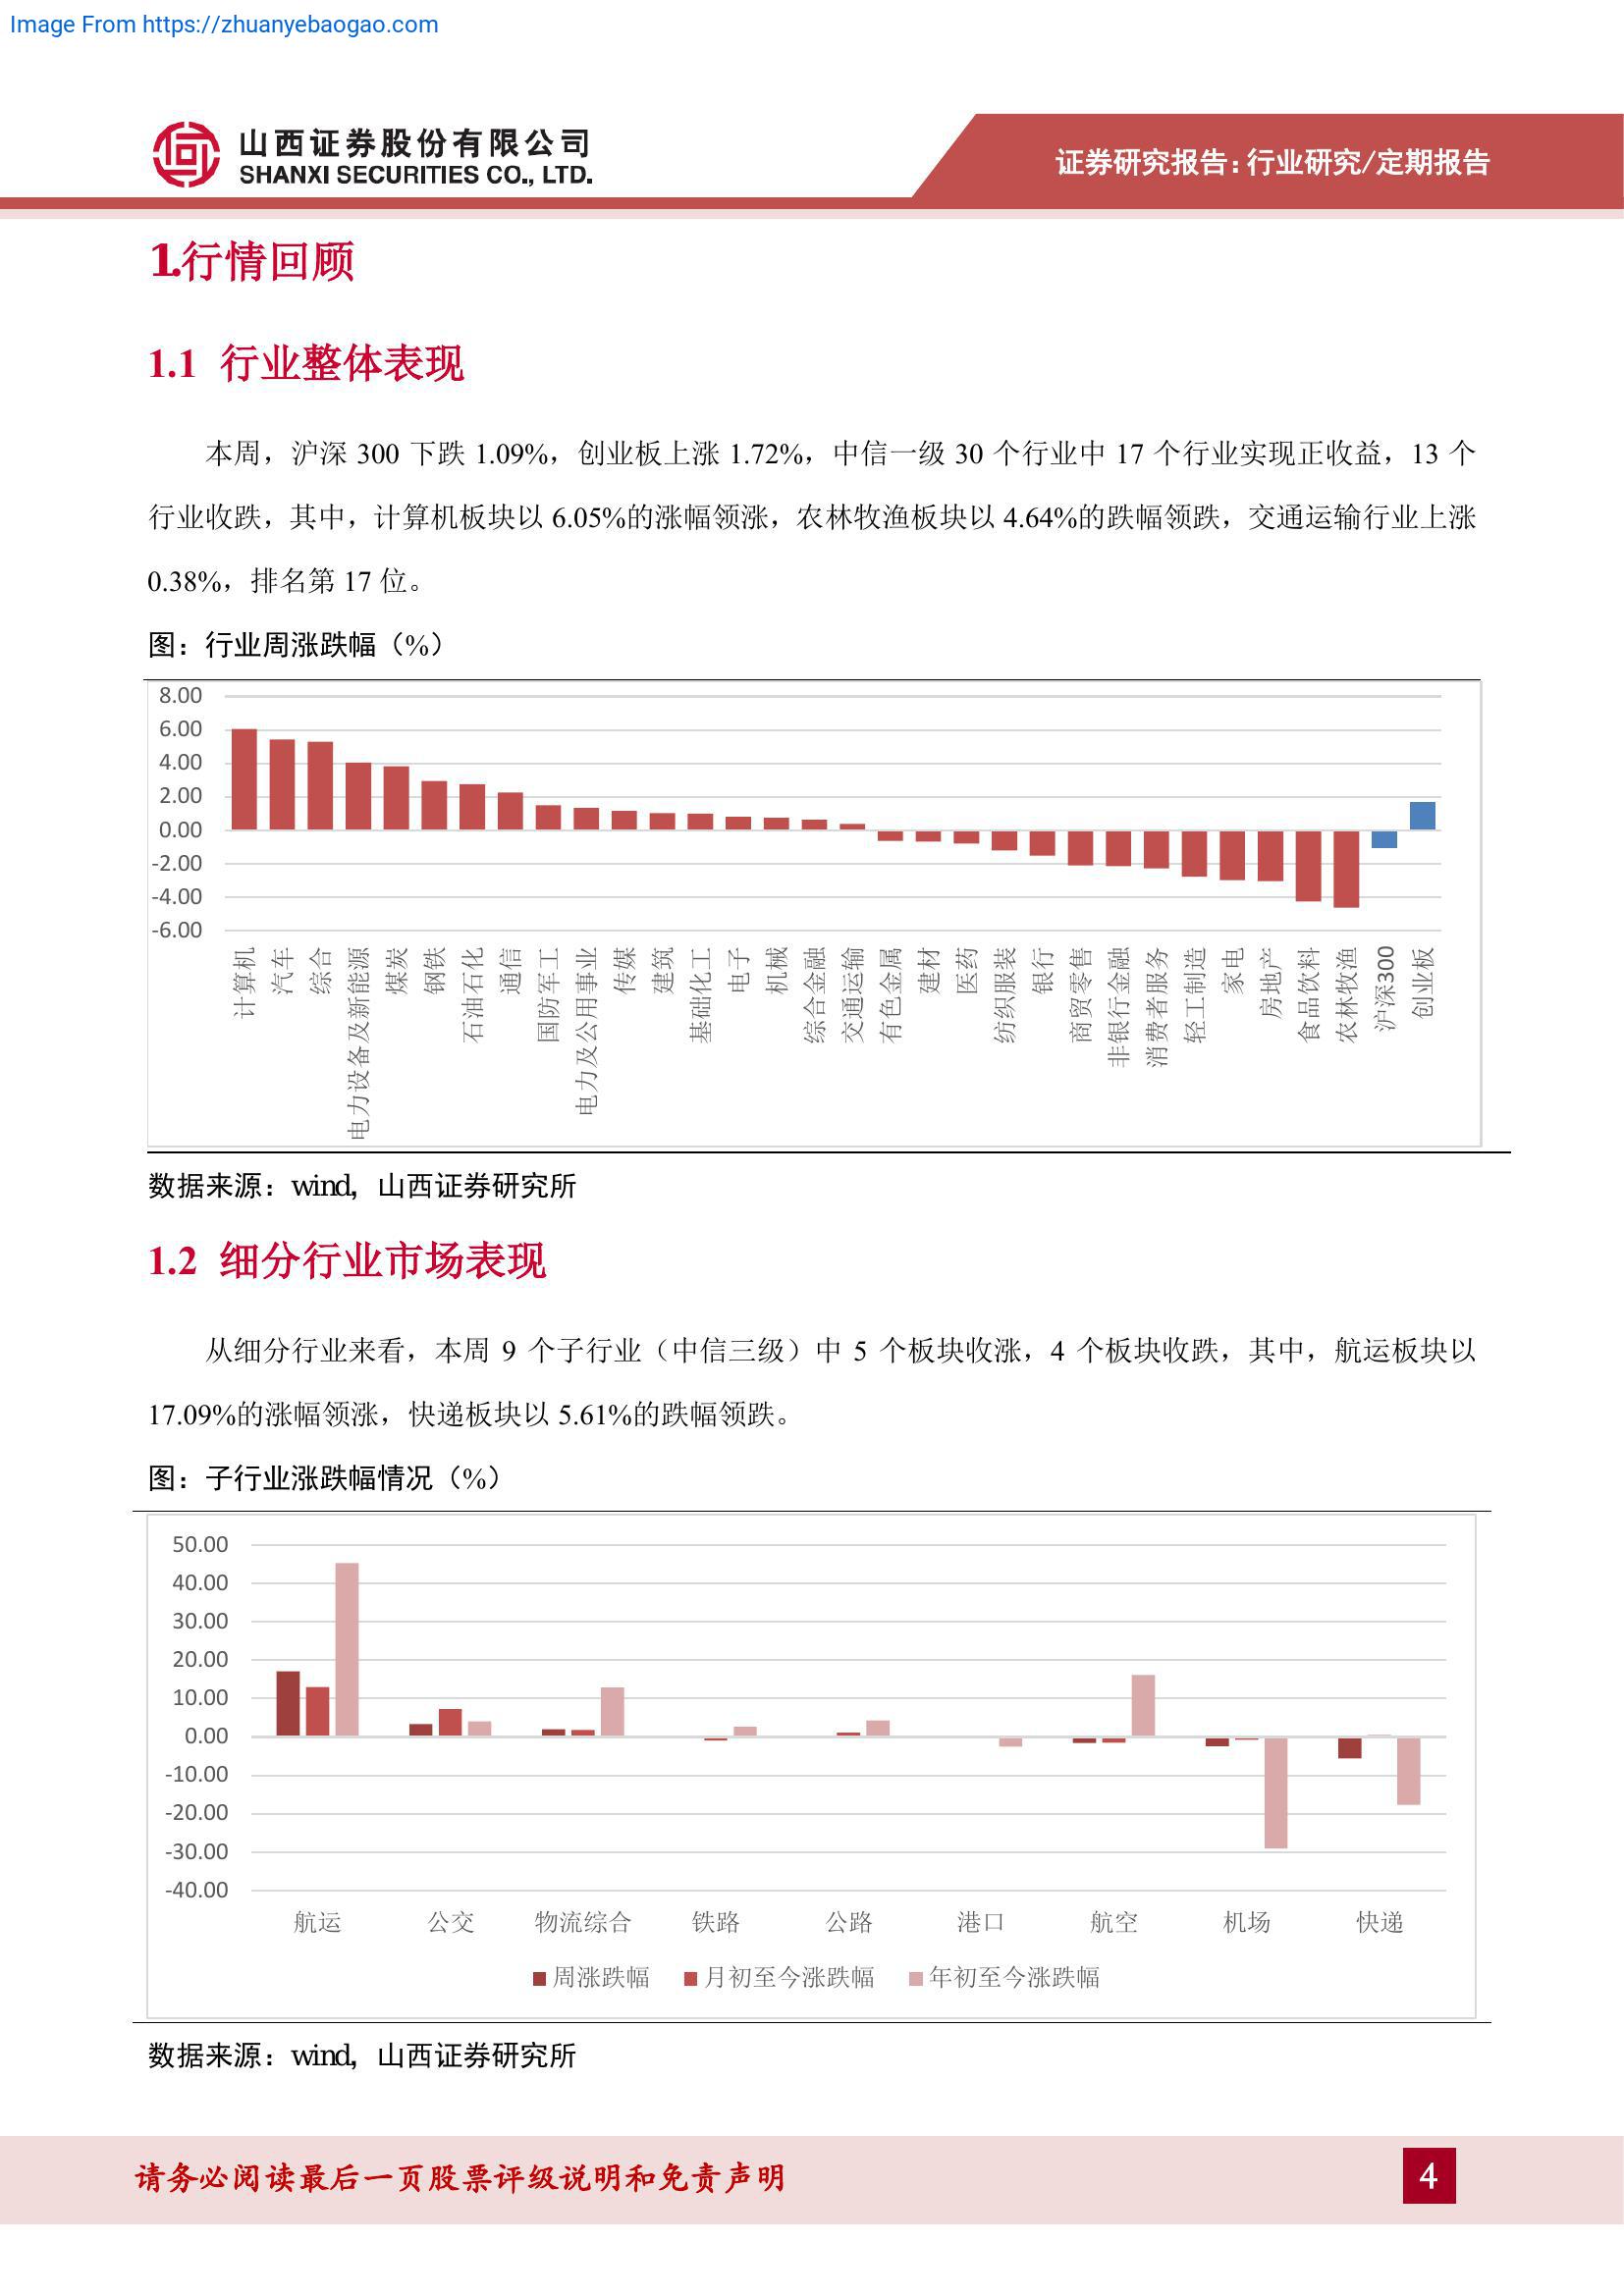 Image From https://zhuanyebaogao.com
山西证券股份有限公司
SHANXI SECURITIES CO., LTD.
证券研究报告：行业研究/定期报告
1.行情回顾
1.1 行业整体表现
本周，沪深 300 下跌 1.09%，创业板上涨 1.72%，中信一级 30 个行业中 17 个行业实现正收益，13 个
行业收跌，其中，计算机板块以 6.05%的涨幅领涨，农林牧渔板块以 4.64%的跌幅领跌，交通运输行业上涨
0.38%，排名第 17 位。
图：行业周涨跌幅（%）
8.00
6.00
4.00
2.00
0.00
-2.00
-4.00
-6.00
计算机
汽车
综合
电力设备及新能源
煤炭
钢铁
石油石化
通信
国防军工
电力及公用事业
传媒
建筑
基础化工
电子
机械
综合金融
交通运输
有色金属
建材
医药
纺织服装
银行
商贸零售
非银行金融
消费者服务
轻工制造
家电
房地产
食品饮料
农林牧渔
沪深300
创业板
数据来源：wind，山西证券研究所
1.2 细分行业市场表现
从细分行业来看，本周 9 个子行业（中信三级）中 5 个板块收涨，4 个板块收跌，其中，航运板块以
17.09%的涨幅领涨，快递板块以 5.61%的跌幅领跌。
图：子行业涨跌幅情况（%）
50.00
40.00
30.00
20.00
10.00
0.00
-10.00
-20.00
-30.00
-40.00
航运 公交 物流综合 铁路 公路 港口 航空 机场 快递
周涨跌幅 月初至今涨跌幅 年初至今涨跌幅
数据来源：wind，山西证券研究所
请务必阅读最后一页股票评级说明和免责声明
4